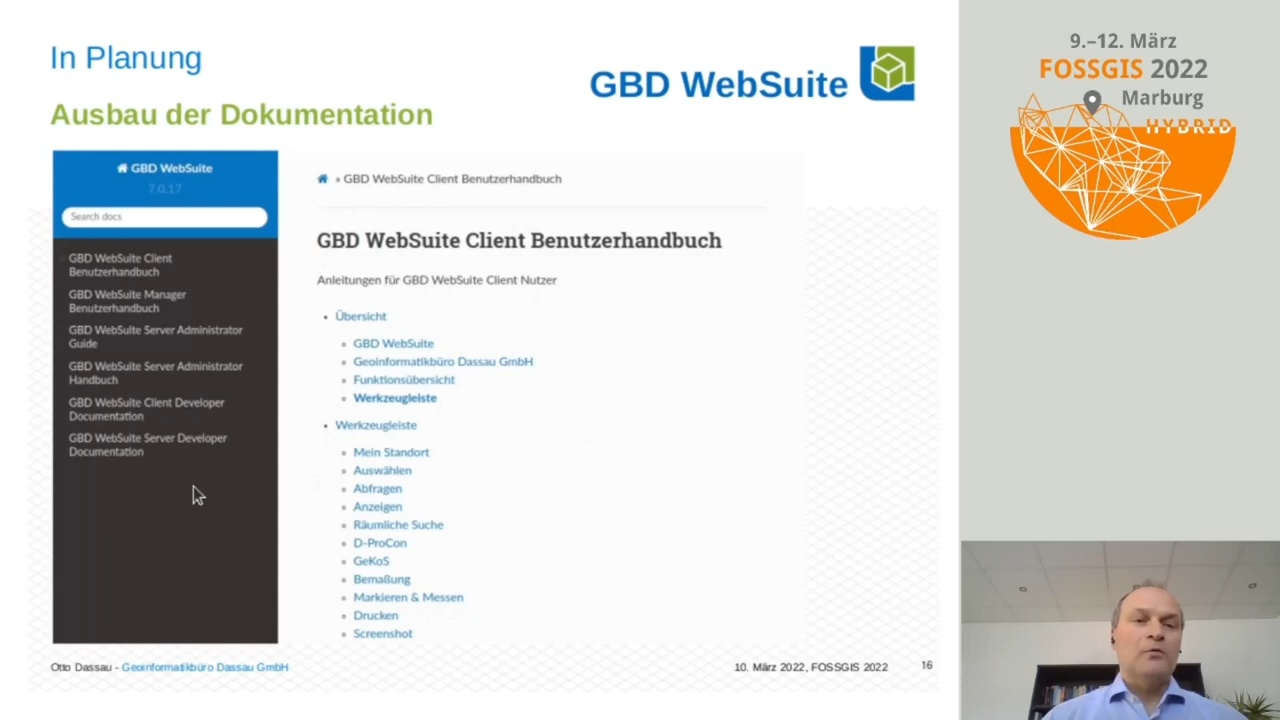 In Planung
GBD WebSuite
Ausbau der Dokumentation
GBD WebSuite
7.0.17
Search docs
GBD WebSuite Client
Benutzerhandbuch
GBD WebSuite Manager
Benutzerhandbuch
GBD WebSuite Server Administrator
Guide
GBD WebSuite Server Administrator
Handbuch
GBD WebSuite Client Developer
Documentation
GBD WebSuite Server Developer
Documentation
» GBD WebSuite Client Benutzerhandbuch
GBD WebSuite Client Benutzerhandbuch
Anleitungen für GBD WebSuite Client Nutzer
Übersicht
GBD WebSuite
Geoinformatikbüro Dassau GmbH
Funktionsübersicht
Werkzeugleiste
Werkzeugleiste
Mein Standort
Auswählen
Abfragen
Anzeigen
Räumliche Suche
D-ProCon
GeKoS
Bemaßung
Markieren & Messen
Drucken
Screenshot
Otto Dassau - Geoinformatikbüro Dassau GmbH
10. März 2022, FOSSGIS 2022
16
9.–12. März
FOSSGIS 2022
Marburg
HYBRID